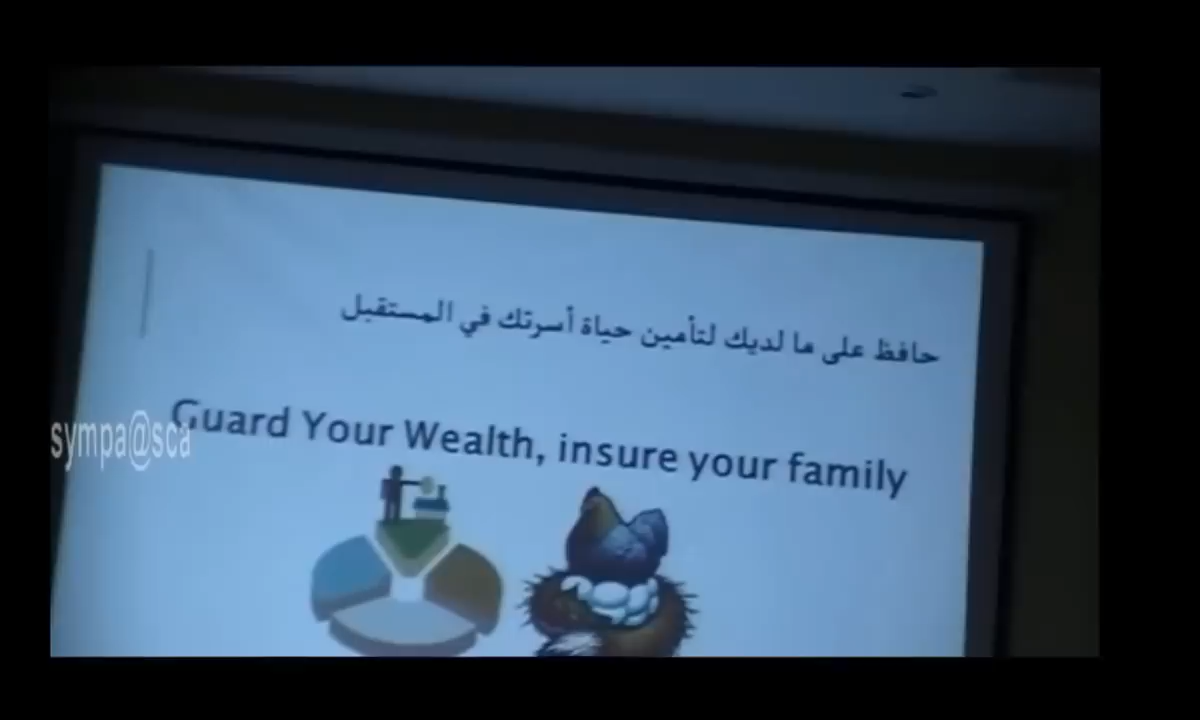 حافظ على ما لديك لتأمين حياة أسرتك في المستقبل
Guard Your Wealth, insure your family
sympa@sca